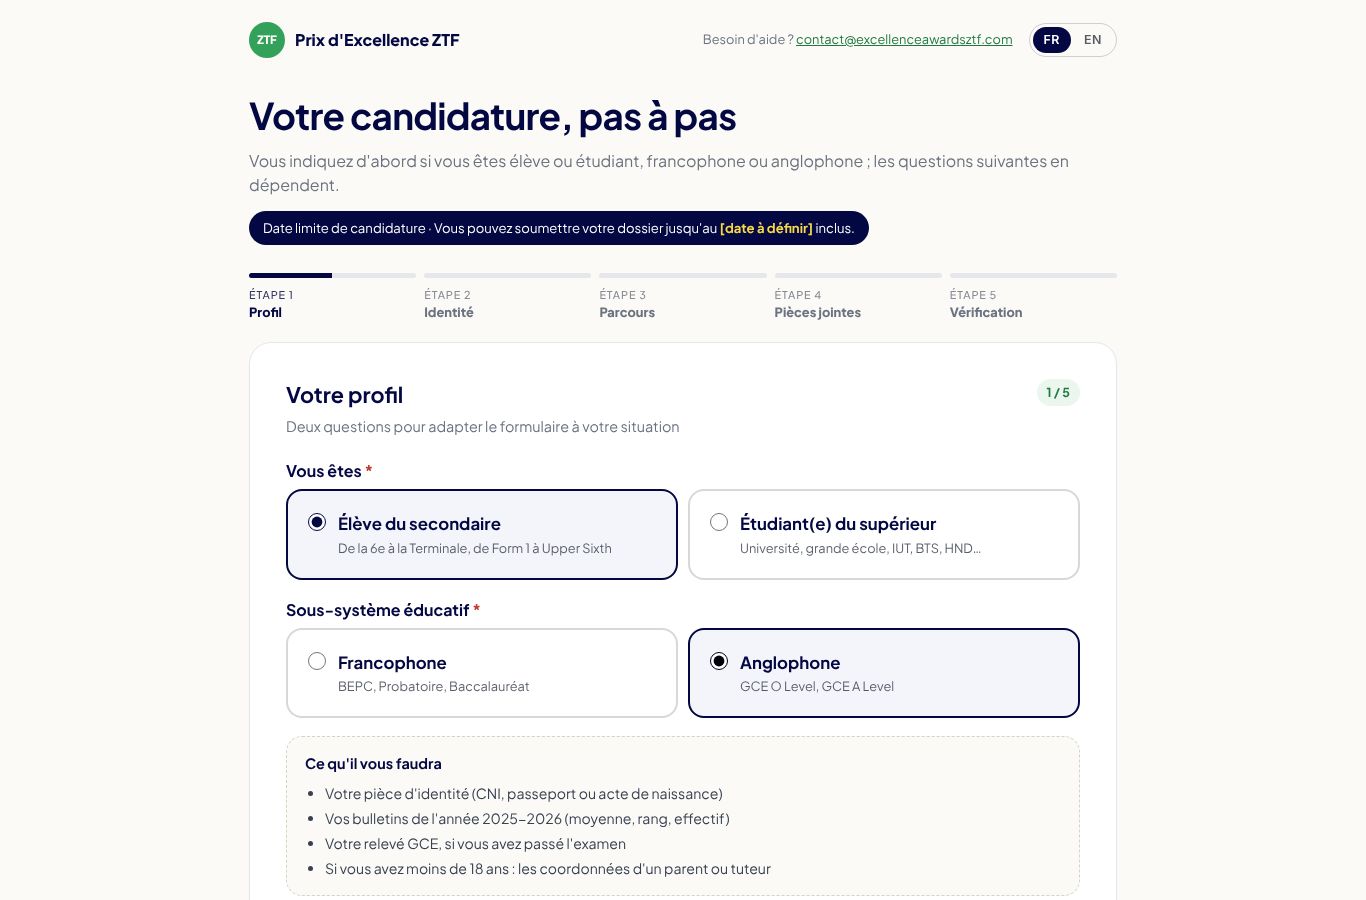 ZTF Prix d'Excellence ZTF
Besoin d'aide ? contact@excellenceawardsztf.com
FR EN
Votre candidature, pas à pas
Vous indiquez d'abord si vous êtes élève ou étudiant, francophone ou anglophone ; les questions suivantes en
dépendent.
Date limite de candidature · Vous pouvez soumettre votre dossier jusqu'au [date à définir] inclus.
ÉTAPE 1
Profil
ÉTAPE 2
Identité
ÉTAPE 3
Parcours
ÉTAPE 4
Pièces jointes
ÉTAPE 5
Vérification
Votre profil
1 / 5
Deux questions pour adapter le formulaire à votre situation
Vous êtes *
Élève du secondaire
De la 6e à la Terminale, de Form 1 à Upper Sixth
Étudiant(e) du supérieur
Université, grande école, IUT, BTS, HND…
Sous-système éducatif *
Francophone
BEPC, Probatoire, Baccalauréat
Anglophone
GCE O Level, GCE A Level
Ce qu'il vous faudra
• Votre pièce d'identité (CNI, passeport ou acte de naissance)
• Vos bulletins de l'année 2025–2026 (moyenne, rang, effectif)
• Votre relevé GCE, si vous avez passé l'examen
• Si vous avez moins de 18 ans : les coordonnées d'un parent ou tuteur